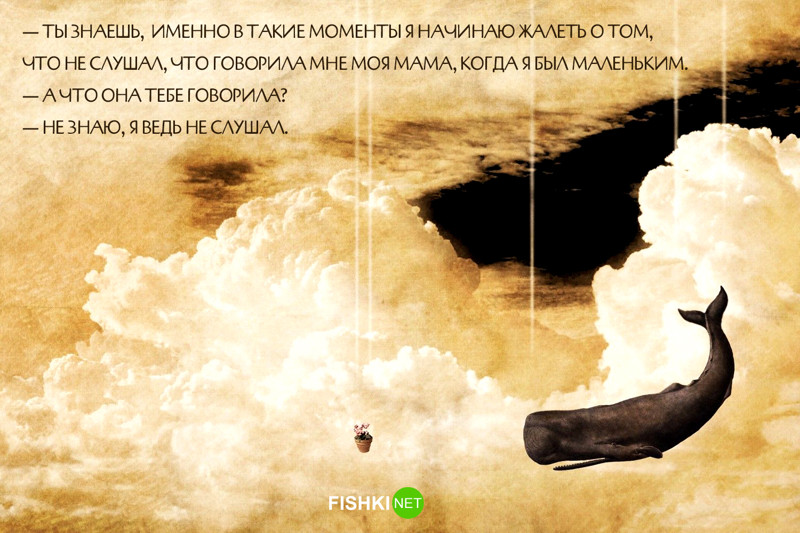 — ТЫ ЗНАЕШЬ, ИМЕННО В ТАКИЕ МОМЕНТЫ Я НАЧИНАЮ ЖАЛЕТЬ О ТОМ,
ЧТО НЕ СЛУШАЛ, ЧТО ГОВОРИЛА МНЕ МОЯ МАМА, КОГДА Я БЫЛ МАЛЕНЬКИМ.
— А ЧТО ОНА ТЕБЕ ГОВОРИЛА?
— НЕ ЗНАЮ, Я ВЕДЬ НЕ СЛУШАЛ.
FISHKI NET